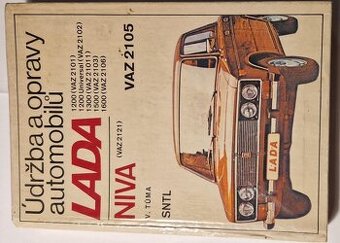 Údržba a opravy
automobilů
LADA
1200 (VAZ 2101)
1200 Universal (VAZ 2102)
1300 (VAZ 21011)
1500 (VAZ 2103)
1600 (VAZ 2106)
NIVA
(VAZ 2121)
VAZ 2105
V. TŮMA
SNTL
LADA